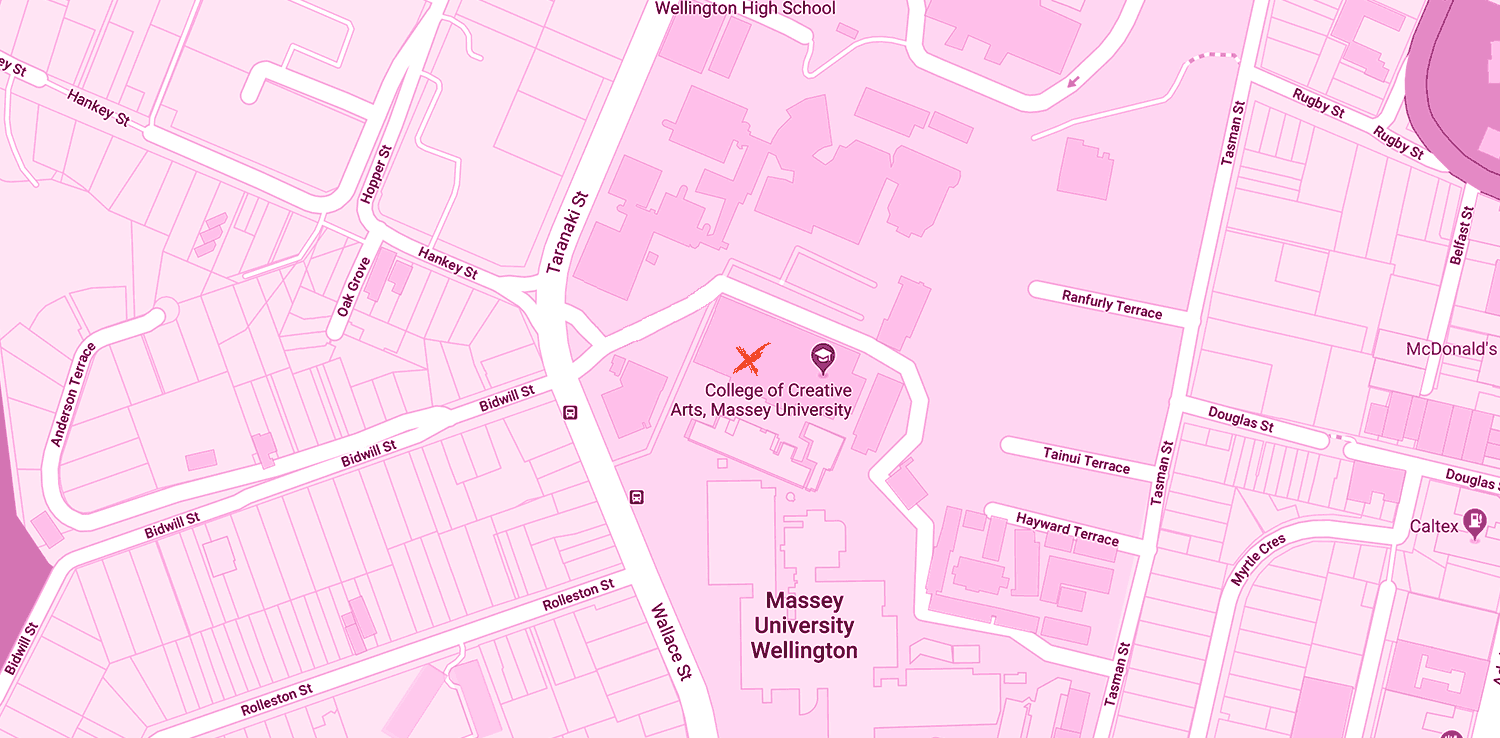 Wellington High School
ey St
Hankey St
Hopper St
Taranaki St
Tasman St
Rugby St
Rugby St
Belfast St
Hankey St
Oak Grove
Ranfurly Terrace
McDonald's
Anderson Terrace
College of Creative
Arts, Massey University
Bidwill St
Douglas St
Bidwill St
Tainui Terrace
Tasman St
Douglas S
Bidwill St
Hayward Terrace
Caltex
Myrtle Cres
Rolleston St
Massey
University
Wellington
Wallace St
Bidwill St
Tasman St
Rolleston St